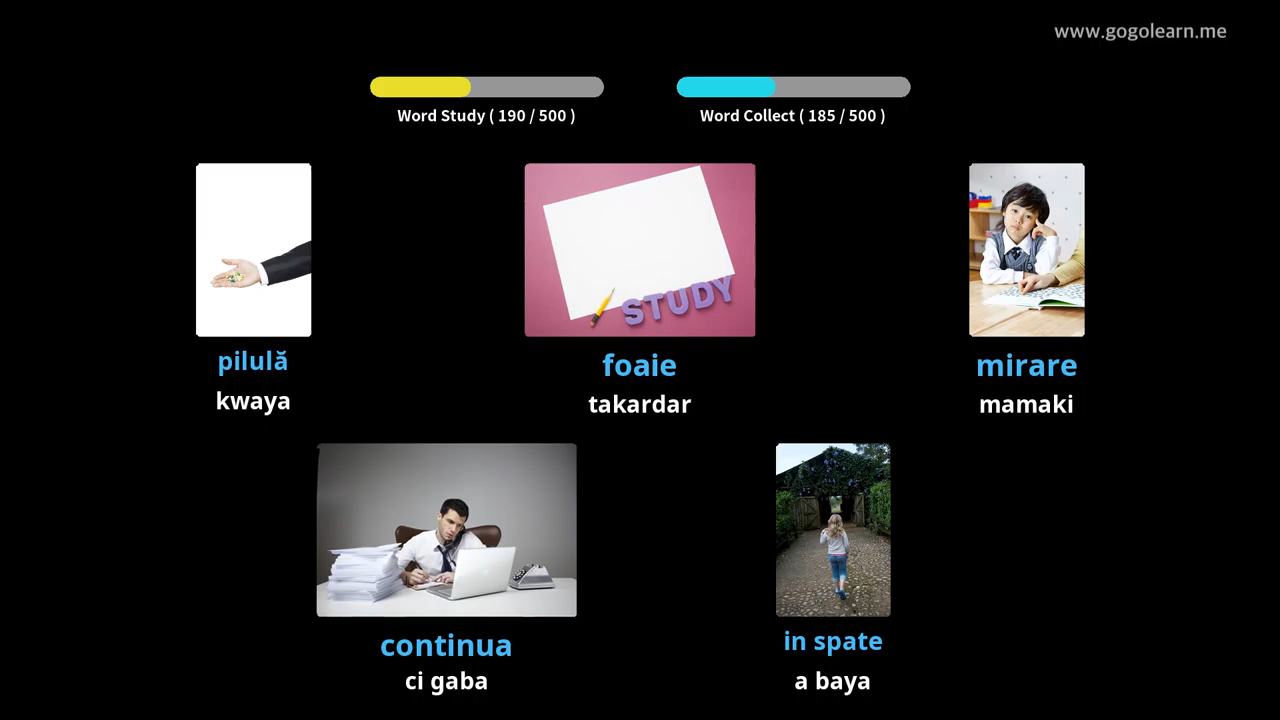 www.gogolearn.me
Word Study ( 190 / 500 )
Word Collect ( 185 / 500 )
STUDY
pilulă
kwaya
foaie
takardar
mirare
mamaki
continua
ci gaba
in spate
a baya